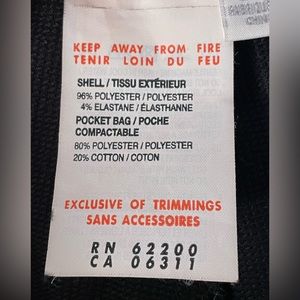 KEEP AWAY FROM FIRE
TENIR LOIN DU FEU
SHELL / TISSU EXTÉRIEUR
96% POLYESTER / POLYESTER
4% ELASTANE / ÉLASTHANNE
POCKET BAG / POCHE
COMPACTABLE
80% POLYESTER / POLYESTER
20% COTTON / COTON
EXCLUSIVE OF TRIMMINGS
SANS ACCESSOIRES
RN 62200
CA 06311